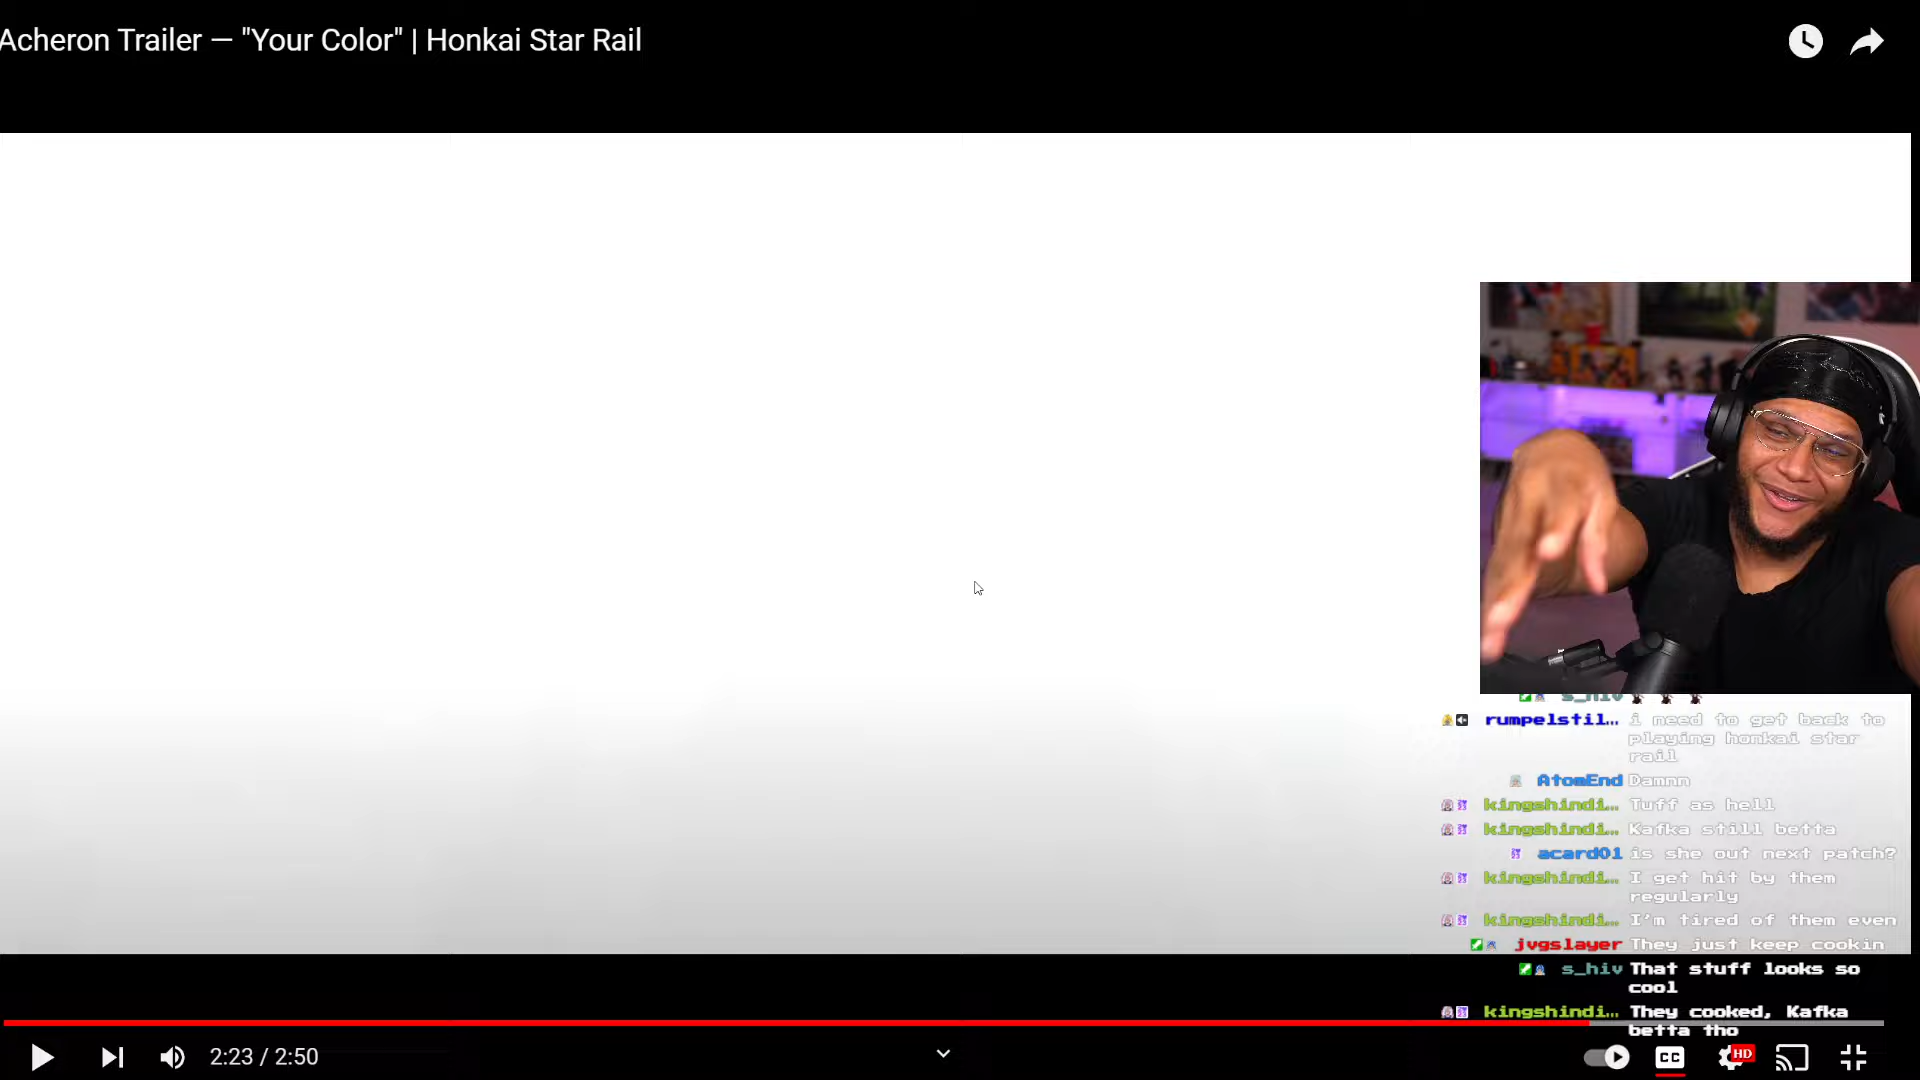 Acheron Trailer — "Your Color" | Honkai Star Rail
s_hiv
rumpelstil... i need to get back to
playing honkai star
rail
AtomEnd Damnn
kingshindi... Tuff as hell
kingshindi... Kafka still betta
acard01 is she out next patch?
kingshindi... I get hit by them
regularly
kingshindi... I'm tired of them even
jvgslayer They just keep cookin
s_hiv That stuff looks so
cool
kingshindi... They cooked, Kafka
betta tho
2:23 / 2:50
CC
HD